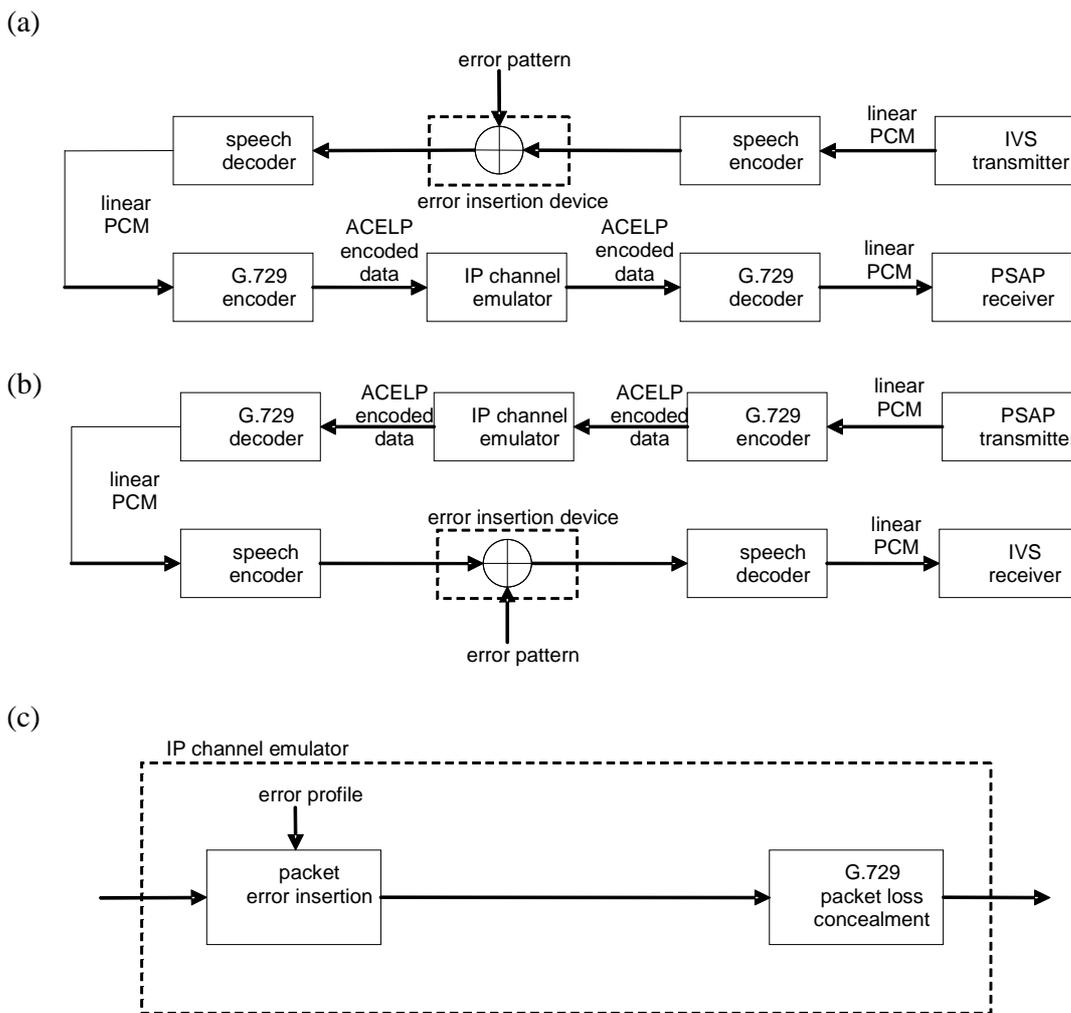 (a)
error pattern
speech
decoder
error insertion device
speech
encoder
linear
PCM
IVS
transmitter
linear
PCM
G.729
encoder
ACELP
encoded
data
IP channel
emulator
ACELP
encoded
data
G.729
decoder
linear
PCM
PSAP
receiver
(b)
G.729
decoder
ACELP
encoded
data
IP channel
emulator
ACELP
encoded
data
G.729
encoder
linear
PCM
PSAP
transmitter
linear
PCM
speech
encoder
error insertion device
error pattern
speech
decoder
linear
PCM
IVS
receiver
(c)
IP channel emulator
error profile
packet
error insertion
G.729
packet loss
concealment